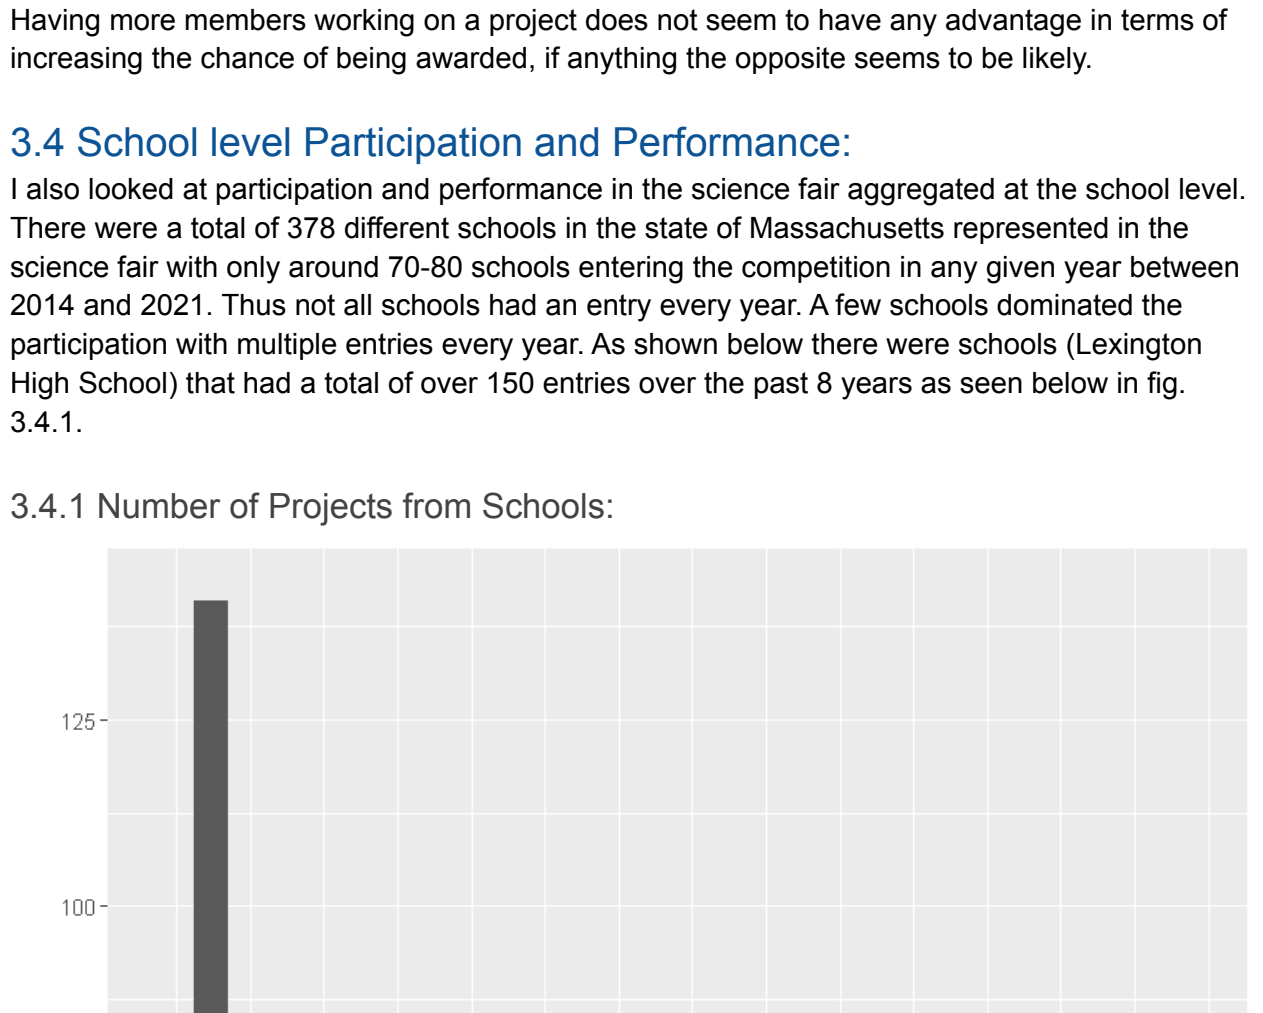 Having more members working on a project does not seem to have any advantage in terms of
increasing the chance of being awarded, if anything the opposite seems to be likely.
3.4 School level Participation and Performance:
I also looked at participation and performance in the science fair aggregated at the school level.
There were a total of 378 different schools in the state of Massachusetts represented in the
science fair with only around 70-80 schools entering the competition in any given year between
2014 and 2021. Thus not all schools had an entry every year. A few schools dominated the
participation with multiple entries every year. As shown below there were schools (Lexington
High School) that had a total of over 150 entries over the past 8 years as seen below in fig.
3.4.1.
3.4.1 Number of Projects from Schools:
125
100